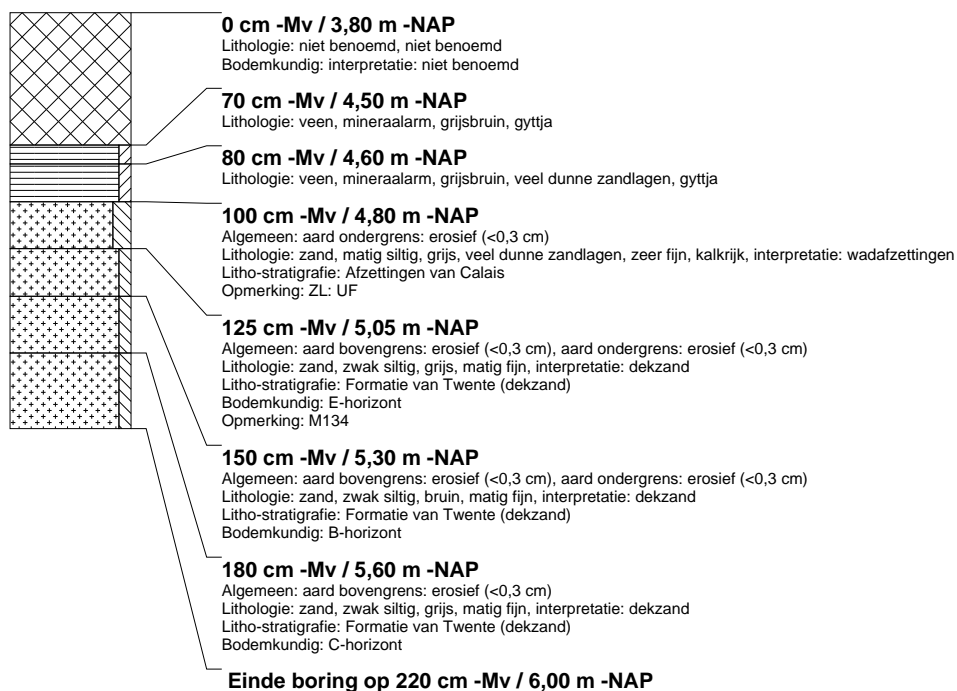 0 cm -Mv / 3,80 m -NAP
Lithologie: niet benoemd, niet benoemd
Bodemkundig: interpretatie: niet benoemd
70 cm -Mv / 4,50 m -NAP
Lithologie: veen, mineraalarm, grijsbruin, gyttja
80 cm -Mv / 4,60 m -NAP
Lithologie: veen, mineraalarm, grijsbruin, veel dunne zandlagen, gyttja
100 cm -Mv / 4,80 m -NAP
Algemeen: aard ondergrens: erosief (<0,3 cm)
Lithologie: zand, matig siltig, grijs, veel dunne zandlagen, zeer fijn, kalkrijk, interpretatie: wadafzettingen
Litho-stratigrafie: Afzettingen van Calais
Opmerking: ZL: UF
125 cm -Mv / 5,05 m -NAP
Algemeen: aard bovengrens: erosief (<0,3 cm), aard ondergrens: erosief (<0,3 cm)
Lithologie: zand, zwak siltig, grijs, matig fijn, interpretatie: dekzand
Litho-stratigrafie: Formatie van Twente (dekzand)
Bodemkundig: E-horizont
Opmerking: M134
150 cm -Mv / 5,30 m -NAP
Algemeen: aard bovengrens: erosief (<0,3 cm), aard ondergrens: erosief (<0,3 cm)
Lithologie: zand, zwak siltig, bruin, matig fijn, interpretatie: dekzand
Litho-stratigrafie: Formatie van Twente (dekzand)
Bodemkundig: B-horizont
180 cm -Mv / 5,60 m -NAP
Algemeen: aard bovengrens: erosief (<0,3 cm)
Lithologie: zand, zwak siltig, grijs, matig fijn, interpretatie: dekzand
Litho-stratigrafie: Formatie van Twente (dekzand)
Bodemkundig: C-horizont
Einde boring op 220 cm -Mv / 6,00 m -NAP